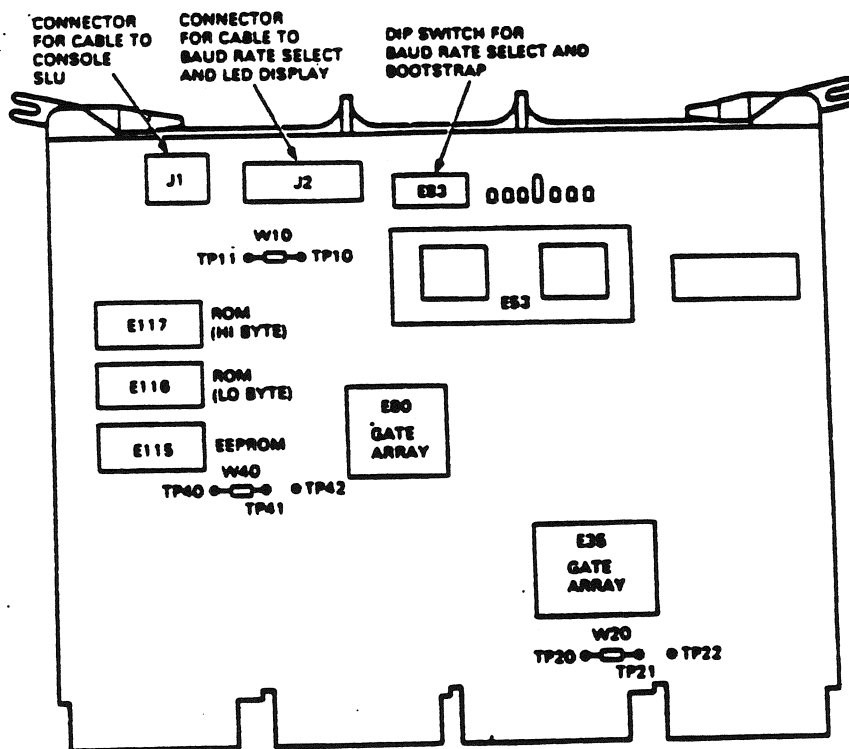 CONNECTOR
FOR CABLE TO
CONSOLE
SLU
CONNECTOR
FOR CABLE TO
BAUD RATE SELECT
AND LED DISPLAY
DIP SWITCH FOR
BAUD RATE SELECT AND
BOOTSTRAP
J1
J2
E83
W10
TP11
TP10
E53
E117
ROM
(HI BYTE)
E116
ROM
(LO BYTE)
E115
EEPROM
E80
GATE
ARRAY
W40
TP40
TP41
TP42
E36
GATE
ARRAY
W20
TP20
TP21
TP22